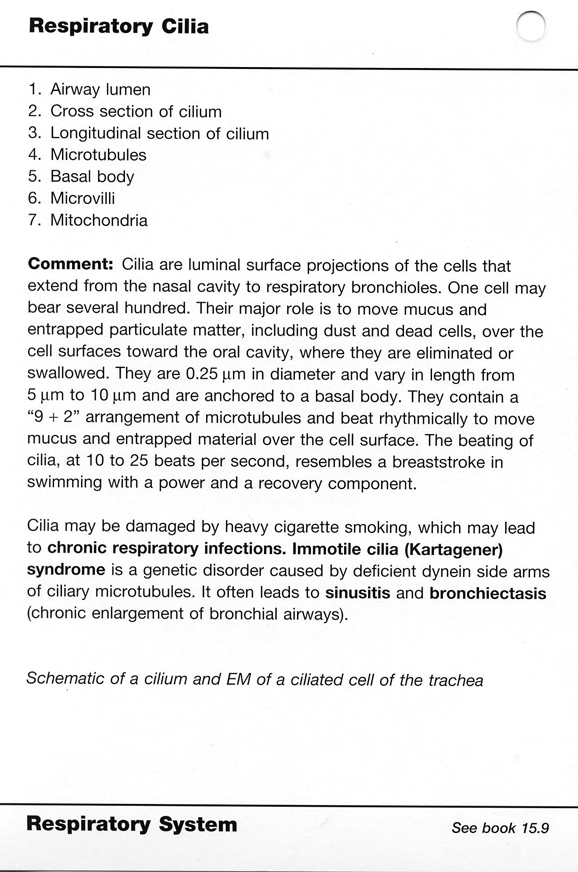 Respiratory Cilia
1. Airway lumen
2. Cross section of cilium
3. Longitudinal section of cilium
4. Microtubules
5. Basal body
6. Microvilli
7. Mitochondria
Comment: Cilia are luminal surface projections of the cells that
extend from the nasal cavity to respiratory bronchioles. One cell may
bear several hundred. Their major role is to move mucus and
entrapped particulate matter, including dust and dead cells, over the
cell surfaces toward the oral cavity, where they are eliminated or
swallowed. They are 0.25 μm in diameter and vary in length from
5 μm to 10 μm and are anchored to a basal body. They contain a
“9 + 2” arrangement of microtubules and beat rhythmically to move
mucus and entrapped material over the cell surface. The beating of
cilia, at 10 to 25 beats per second, resembles a breaststroke in
swimming with a power and a recovery component.
Cilia may be damaged by heavy cigarette smoking, which may lead
to chronic respiratory infections. Immotile cilia (Kartagener)
syndrome is a genetic disorder caused by deficient dynein side arms
of ciliary microtubules. It often leads to sinusitis and bronchiectasis
(chronic enlargement of bronchial airways).
Schematic of a cilium and EM of a ciliated cell of the trachea
Respiratory System
See book 15.9